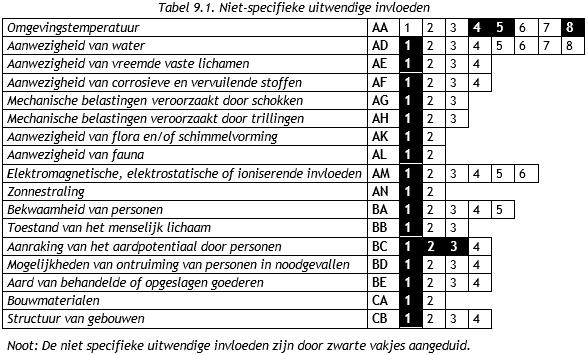 Tabel 9.1. Niet-specifieke uitwendige invloeden
Omgevingstemperatuur AA 1 2 3 4 5 6 7 8
Aanwezigheid van water AD 1 2 3 4 5 6 7 8
Aanwezigheid van vreemde vaste lichamen AE 1 2 3 4
Aanwezigheid van corrosieve en vervuilende stoffen AF 1 2 3 4
Mechanische belastingen veroorzaakt door schokken AG 1 2 3
Mechanische belastingen veroorzaakt door trillingen AH 1 2 3
Aanwezigheid van flora en/of schimmelvorming AK 1 2
Aanwezigheid van fauna AL 1 2
Elektromagnetische, elektrostatische of ioniserende invloeden AM 1 2 3 4 5 6
Zonnestraling AN 1 2
Bekwaamheid van personen BA 1 2 3 4 5
Toestand van het menselijk lichaam BB 1 2 3
Aanraking van het aardpotentiaal door personen BC 1 2 3 4
Mogelijkheden van ontruiming van personen in noodgevallen BD 1 2 3 4
Aard van behandelde of opgeslagen goederen BE 1 2 3 4
Bouwmaterialen CA 1 2
Structuur van gebouwen CB 1 2 3 4
Noot: De niet specifieke uitwendige invloeden zijn door zwarte vakjes aangeduid.